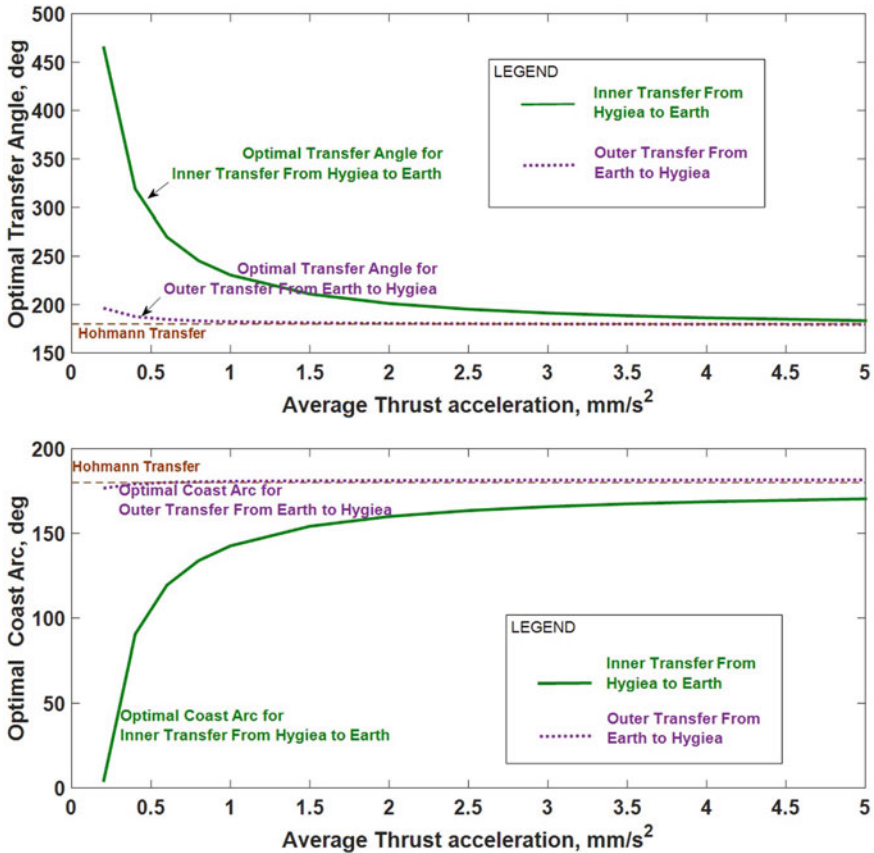 500
450
400
350
300
250
200
150
Optimal Transfer Angle, deg
LEGEND
Inner Transfer From
Hygiea to Earth
Outer Transfer From
Earth to Hygiea
Optimal Transfer Angle for
Inner Transfer From Hygiea to Earth
Optimal Transfer Angle for
Outer Transfer From Earth to Hygiea
Hohmann Transfer
0 0.5 1 1.5 2 2.5 3 3.5 4 4.5 5
Average Thrust acceleration, mm/s²
200
150
100
50
0
Optimal Coast Arc, deg
Hohmann Transfer
Optimal Coast Arc for
Outer Transfer From Earth to Hygiea
LEGEND
Inner Transfer From
Hygiea to Earth
Outer Transfer From
Earth to Hygiea
Optimal Coast Arc for
Inner Transfer From Hygiea to Earth
0 0.5 1 1.5 2 2.5 3 3.5 4 4.5 5
Average Thrust acceleration, mm/s²